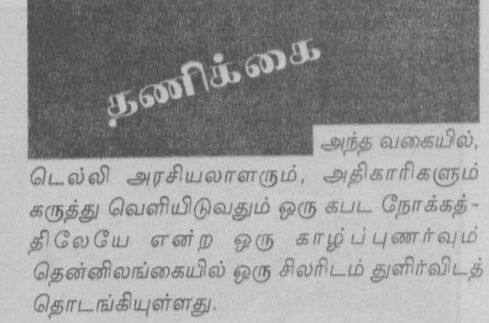 தணிக்கை
அந்த வகையில்,
டெல்லி அரசியலாளரும், அதிகாரிகளும்
கருத்து வெளியிடுவதும் ஒரு கபட நோக்கத்-
திலேயே என்ற ஒரு காழ்ப்புணர்வும்
தென்னிலங்கையில் ஒரு சிலரிடம் துளிர்விடத்
தொடங்கியுள்ளது.